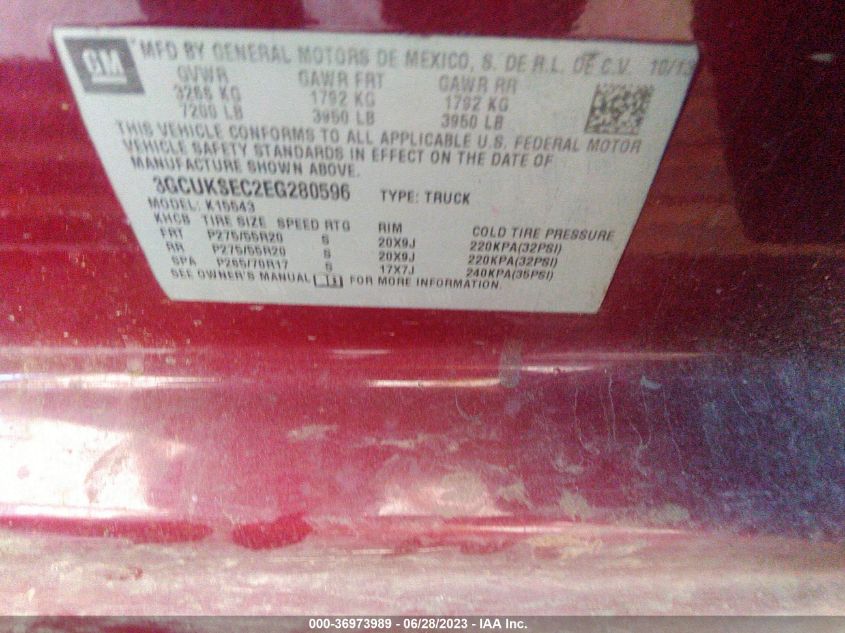 GM
MFD BY GENERAL MOTORS DE MEXICO, S. DE R.L. DE C.V. 10/13
GVWR GAWR FRT GAWR RR
3266 KG 1792 KG 1792 KG
7200 LB 3950 LB 3950 LB
THIS VEHICLE CONFORMS TO ALL APPLICABLE U.S. FEDERAL MOTOR
VEHICLE SAFETY STANDARDS IN EFFECT ON THE DATE OF
MANUFACTURE SHOWN ABOVE.
3GCUKSEC2EG280596 TYPE: TRUCK
MODEL: K15543
KHCB TIRE SIZE SPEED RTG RIM COLD TIRE PRESSURE
FRT P275/55R20 S 20X9J 220KPA(32PSI)
RR P275/55R20 S 20X9J 220KPA(32PSI)
SPA P265/70R17 S 17X7J 240KPA(35PSI)
SEE OWNER'S MANUAL FOR MORE INFORMATION.
000-36973989 - 06/28/2023 - IAA Inc.